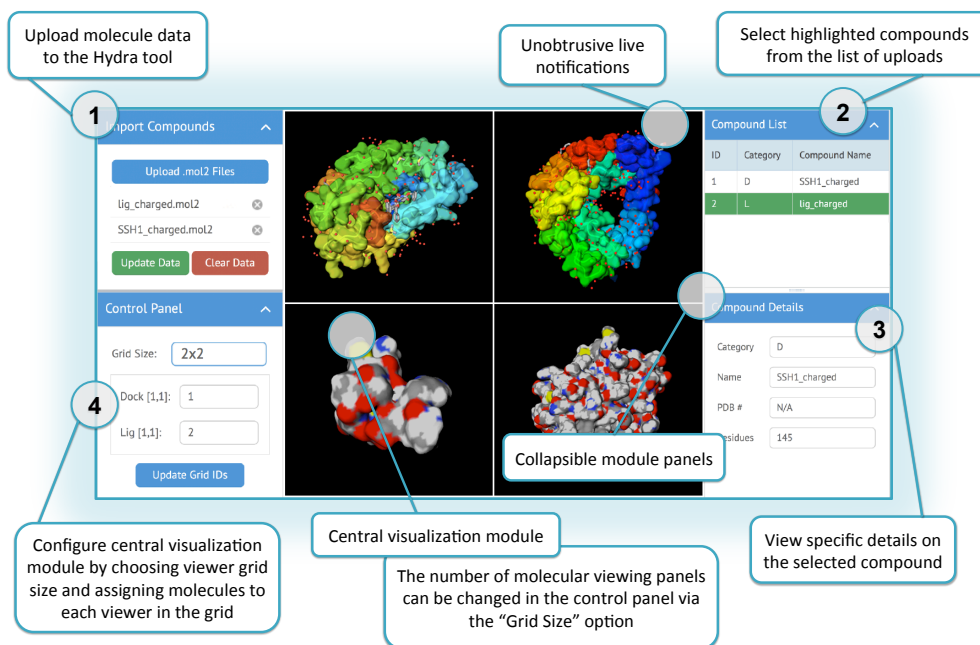 Upload molecule data
to the Hydra tool
Unobtrusive live
notifications
Select highlighted compounds
from the list of uploads
1
2
Import Compounds
Upload .mol2 Files
lig_charged.mol2
SSH1_charged.mol2
Update Data Clear Data
Compound List
ID Category Compound Name
1 D SSH1_charged
2 L lig_charged
Control Panel
Grid Size: 2x2
4
Dock [1,1]: 1
Lig [1,1]: 2
Update Grid IDs
Compound Details
3
Category D
Name SSH1_charged
PDB # N/A
esidues 145
Collapsible module panels
Central visualization module
Configure central visualization
module by choosing viewer grid
size and assigning molecules to
each viewer in the grid
The number of molecular viewing panels
can be changed in the control panel via
the “Grid Size” option
View specific details on
the selected compound